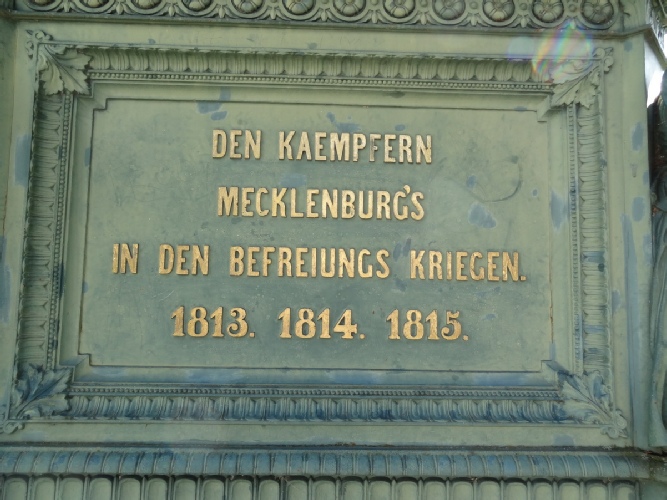 DEN KAEMPFERN
MECKLENBURG'S
IN DEN BEFREIUNGS KRIEGEN.
1813. 1814. 1815.